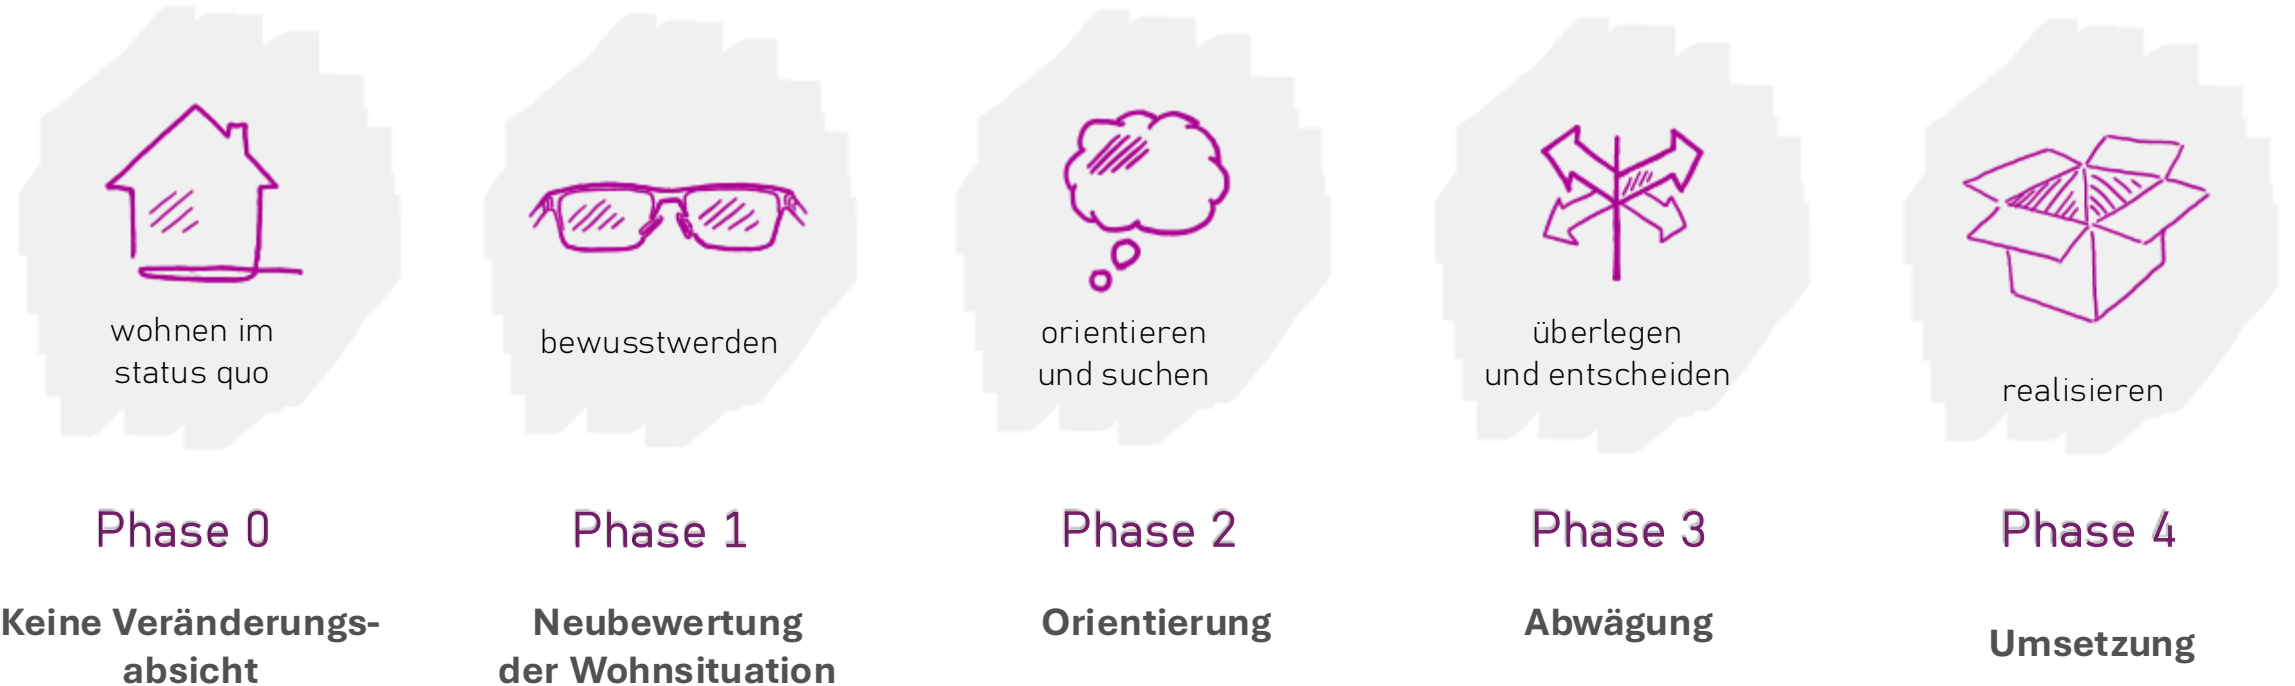 wohnen im
status quo
bewusstwerden
orientieren
und suchen
überlegen
und entscheiden
realisieren
Phase 0
Phase 1
Phase 2
Phase 3
Phase 4
Keine Veränderungs-
absicht
Neubewertung
der Wohnsituation
Orientierung
Abwägung
Umsetzung